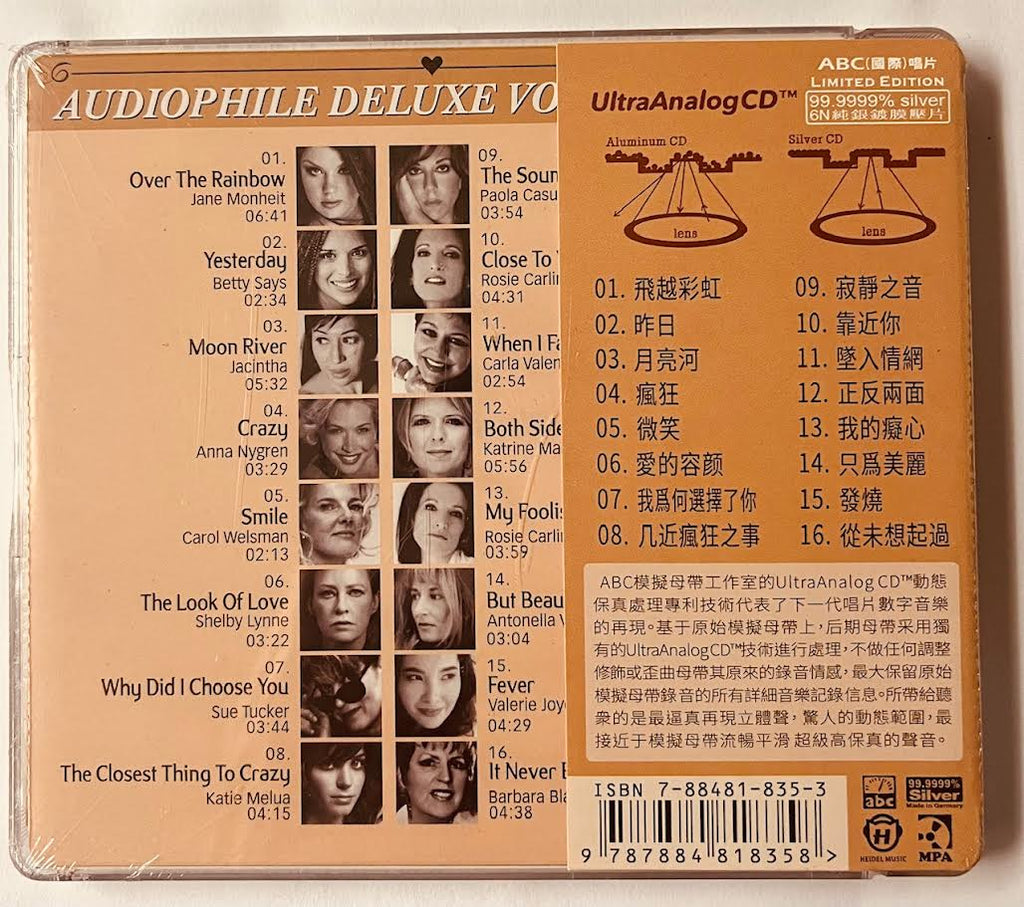 AUDIOPHILE DELUXE VO
01.
Over The Rainbow
Jane Monheit
06:41
02.
Yesterday
Betty Says
02:34
03.
Moon River
Jacintha
05:32
04.
Crazy
Anna Nygren
03:29
05.
Smile
Carol Welsman
02:13
06.
The Look Of Love
Shelby Lynne
03:22
07.
Why Did I Choose You
Sue Tucker
03:44
08.
The Closest Thing To Crazy
Katie Melua
04:15
09.
The Soun
Paola Casu
03:54
10.
Close To
Rosie Carlin
04:31
11.
When I Fa
Carla Valen
02:54
12.
Both Side
Katrine Ma
05:56
13.
My Foolis
Rosie Carli
03:59
14.
But Beau
Antonella V
03:04
15.
Fever
Valerie Joy
04:29
16.
It Never E
Barbara Bla
04:38
ABC(國際)唱片
LIMITED EDITION
UltraAnalogCD™
99.9999% silver
6N純銀鍍膜壓片
Aluminum CD
Silver CD
lens
lens
01. 飛越彩虹
02. 昨日
03. 月亮河
04. 瘋狂
05. 微笑
06. 愛的容颜
07. 我爲何選擇了你
08. 几近瘋狂之事
09. 寂靜之音
10. 靠近你
11. 墜入情網
12. 正反兩面
13. 我的癡心
14. 只爲美麗
15. 發燒
16. 從未想起過
ABC模擬母帶工作室的UltraAnalog CD™動態
保真處理專利技術代表了下一代唱片數字音樂
的再現。基于原始模擬母帶上,后期母帶采用獨
有的UltraAnalogCD™技術進行處理,不做任何調整
修飾或歪曲母帶其原來的錄音情感,最大保留原始
模擬母帶錄音的所有詳細音樂記錄信息。所帶給聽
衆的是最逼真再現立體聲,驚人的動態範圍,最
接近于模擬母帶流暢平滑 超級高保真的聲音。
ISBN 7-88481-835-3
9 787884 818358 >
abc
99.9999%
Silver
Made in Germany
HEIDEL MUSIC
MPA